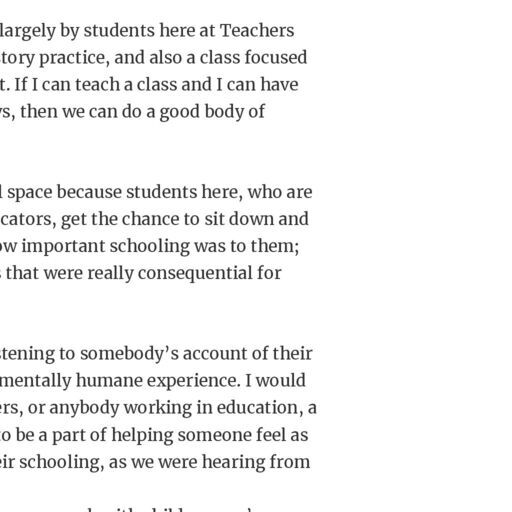 largely by students here at Teachers
tory practice, and also a class focused
t. If I can teach a class and I can have
s, then we can do a good body of
space because students here, who are
cators, get the chance to sit down and
ow important schooling was to them;
that were really consequential for
stening to somebody’s account of their
mentally humane experience. I would
ers, or anybody working in education, a
to be a part of helping someone feel as
eir schooling, as we were hearing from